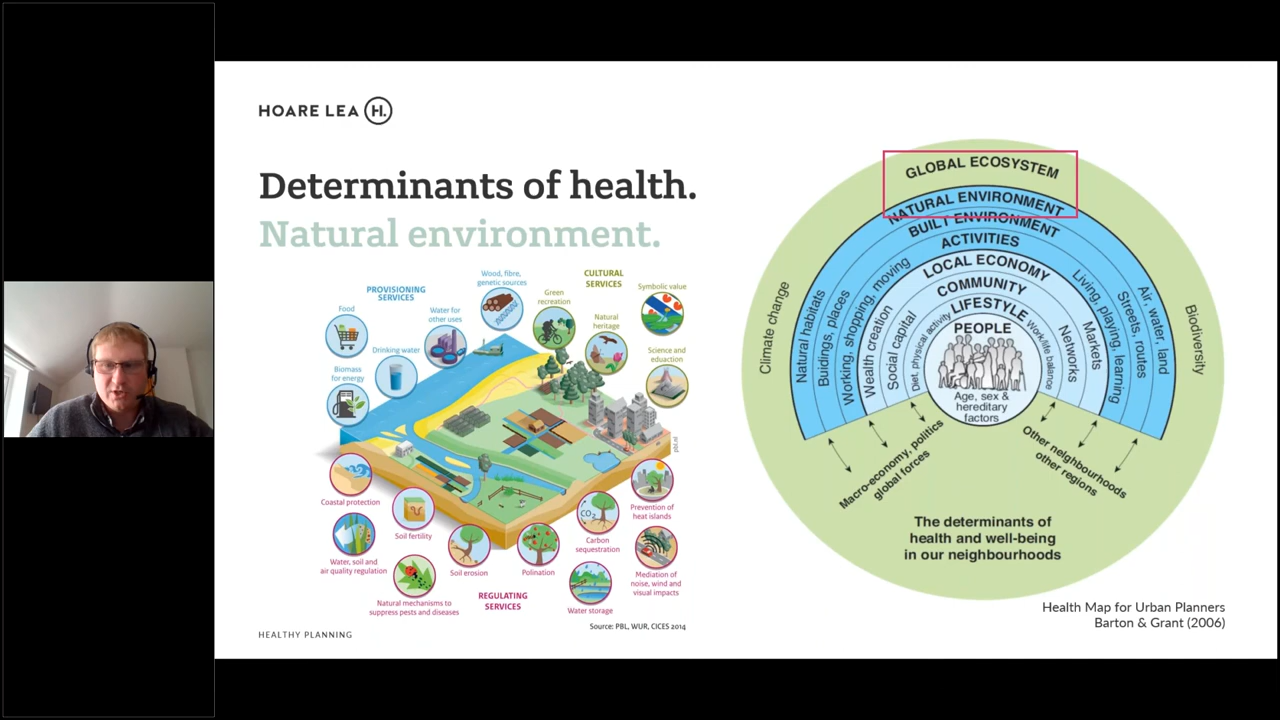 HOARE LEA H.
Determinants of health.
Natural environment.
PROVISIONING
SERVICES
Wood, fibre,
genetic sources
CULTURAL
SERVICES
Food
Water for
other uses
Green
recreation
Symbolic value
Natural
heritage
Drinking water
Science and
eduaction
Biomass
for energy
pbl.nl
Coastal protection
Soil fertility
Water, soil and
air quality regulation
Natural mechanisms to
suppress pests and diseases
Soil erosion
Polination
CO2
Carbon
sequestration
Prevention of
heat islands
Mediation of
noise, wind and
visual impacts
Water storage
REGULATING
SERVICES
Source: PBL, WUR, CICES 2014
HEALTHY PLANNING
GLOBAL ECOSYSTEM
NATURAL ENVIRONMENT
BUILT ENVIRONMENT
ACTIVITIES
LOCAL ECONOMY
COMMUNITY
LIFESTYLE
PEOPLE
Age, sex &
hereditary
factors
Climate change
Natural habitats
Buildings, places
Working, shopping, moving
Wealth creation
Social capital
Diet, physical activity
Work/life balance
Networks
Markets
Living, playing, learning
Streets, routes
Air, water, land
Biodiversity
Macro-economy, politics
global forces
Other neighbourhoods
other regions
The determinants of
health and well-being
in our neighbourhoods
Health Map for Urban Planners
Barton & Grant (2006)